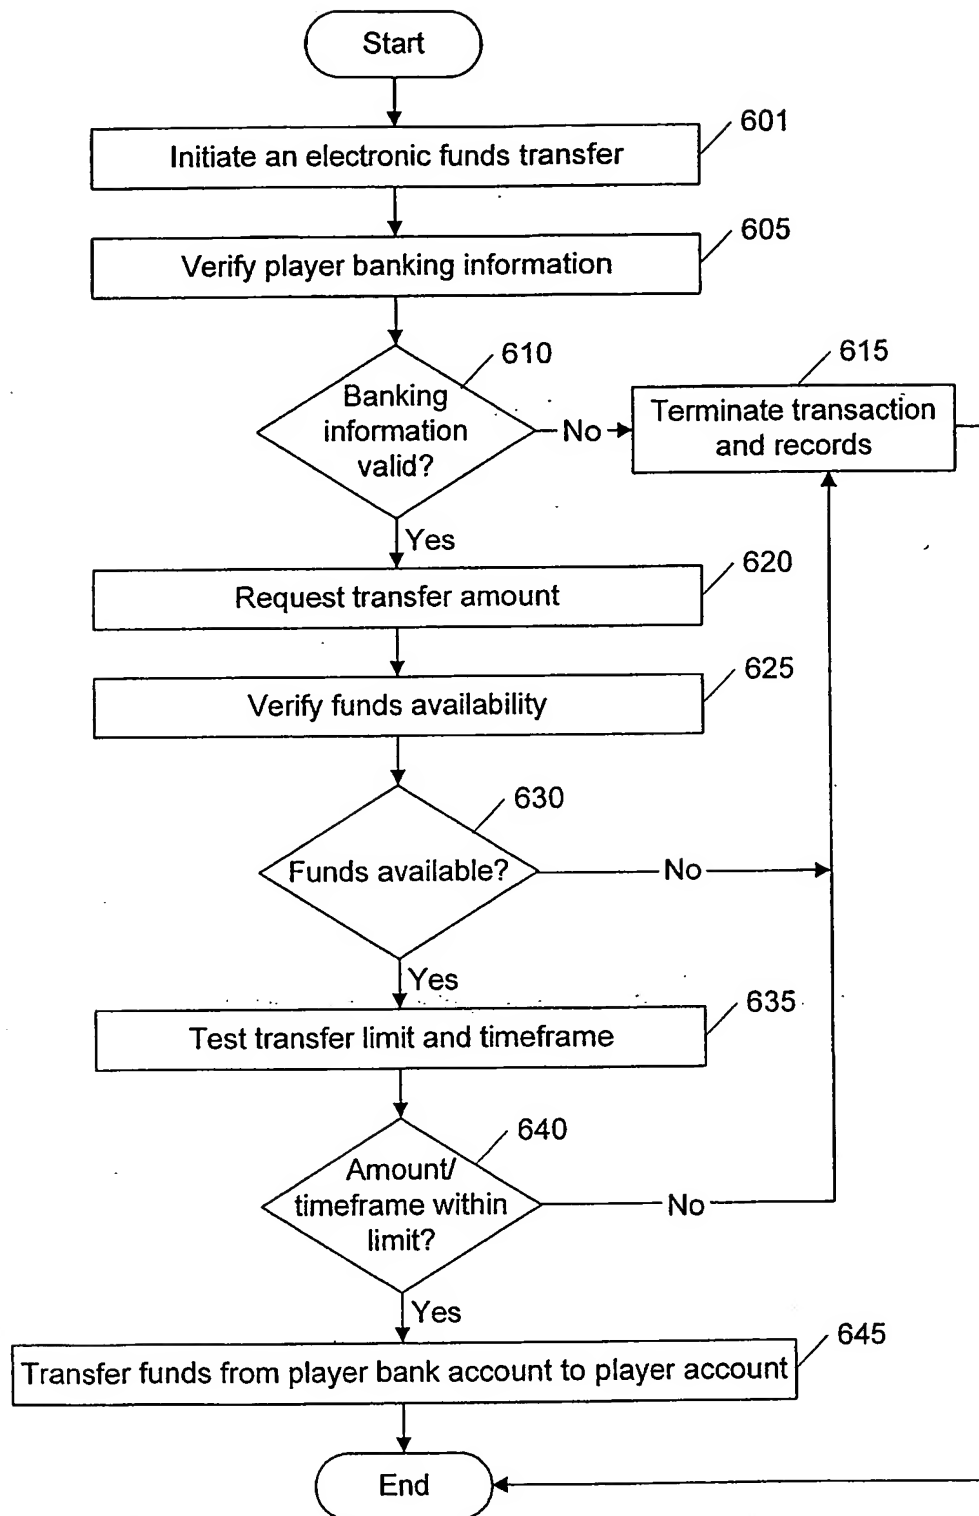 Start
601
Initiate an electronic funds transfer
605
Verify player banking information
610
615
Banking
information
valid?
No
Terminate transaction
and records
Yes
620
Request transfer amount
625
Verify funds availability
630
Funds available?
No
Yes
635
Test transfer limit and timeframe
640
Amount/
timeframe within
limit?
No
Yes
645
Transfer funds from player bank account to player account
End